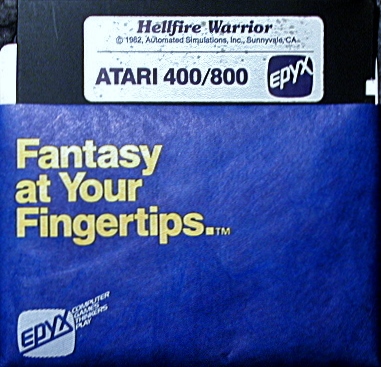 Hellfire Warrior
© 1982, Automated Simulations, Inc., Sunnyvale, CA.
ATARI 400/800
EPYX
Fantasy
at Your
Fingertips.™
EPYX
COMPUTER
GAMES
THINKERS
PLAY